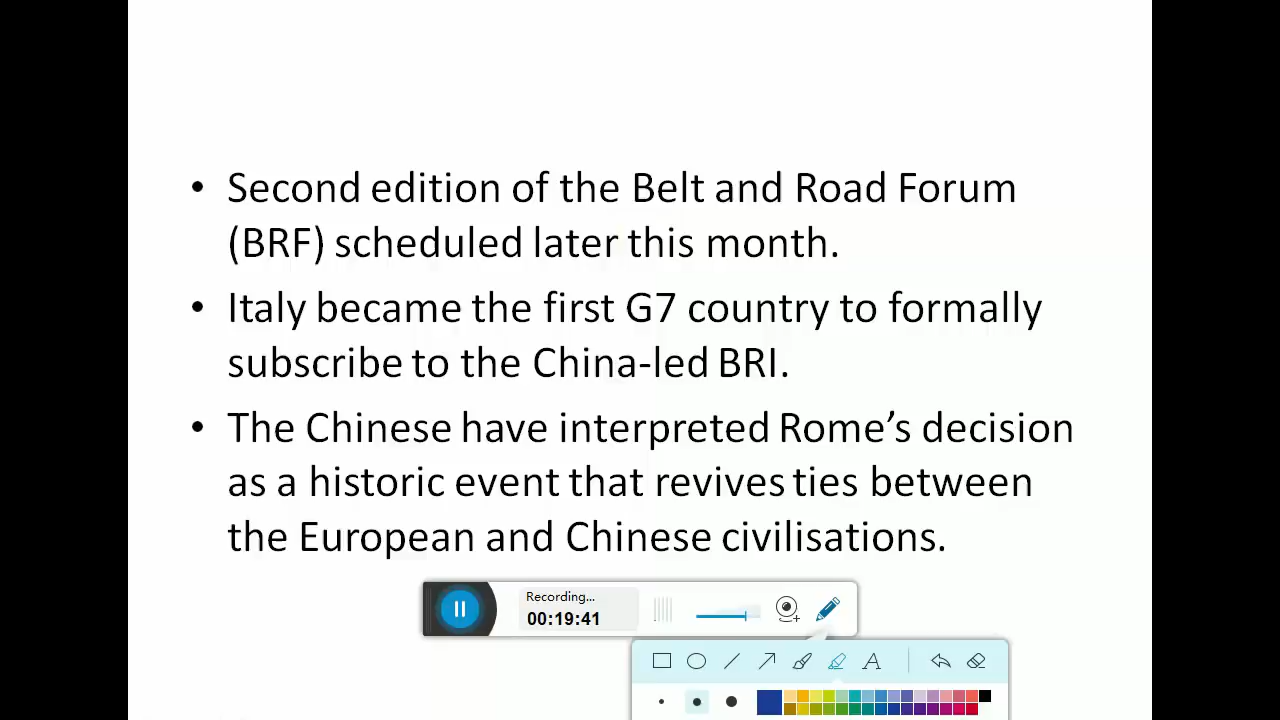 • Second edition of the Belt and Road Forum
(BRF) scheduled later this month.
• Italy became the first G7 country to formally
subscribe to the China-led BRI.
• The Chinese have interpreted Rome’s decision
as a historic event that revives ties between
the European and Chinese civilisations.
Recording...
00:19:41
A